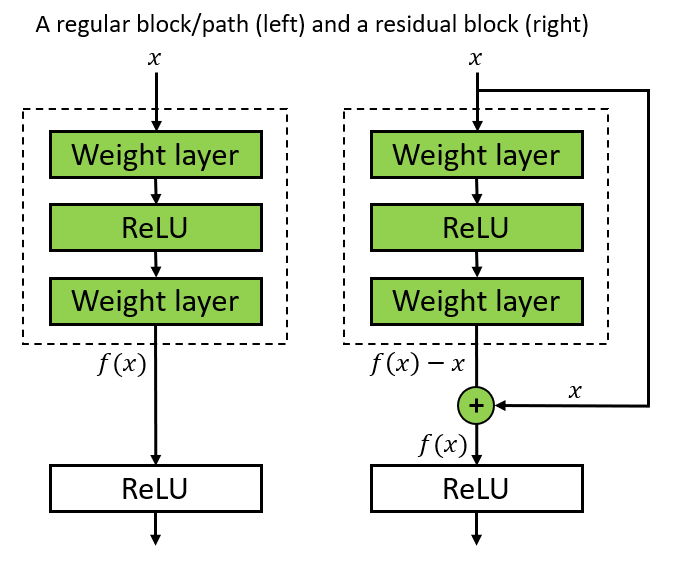 A regular block/path (left) and a residual block (right)
x
Weight layer
ReLU
Weight layer
f(x)
ReLU
x
Weight layer
ReLU
Weight layer
f(x) − x
x
+
f(x)
ReLU